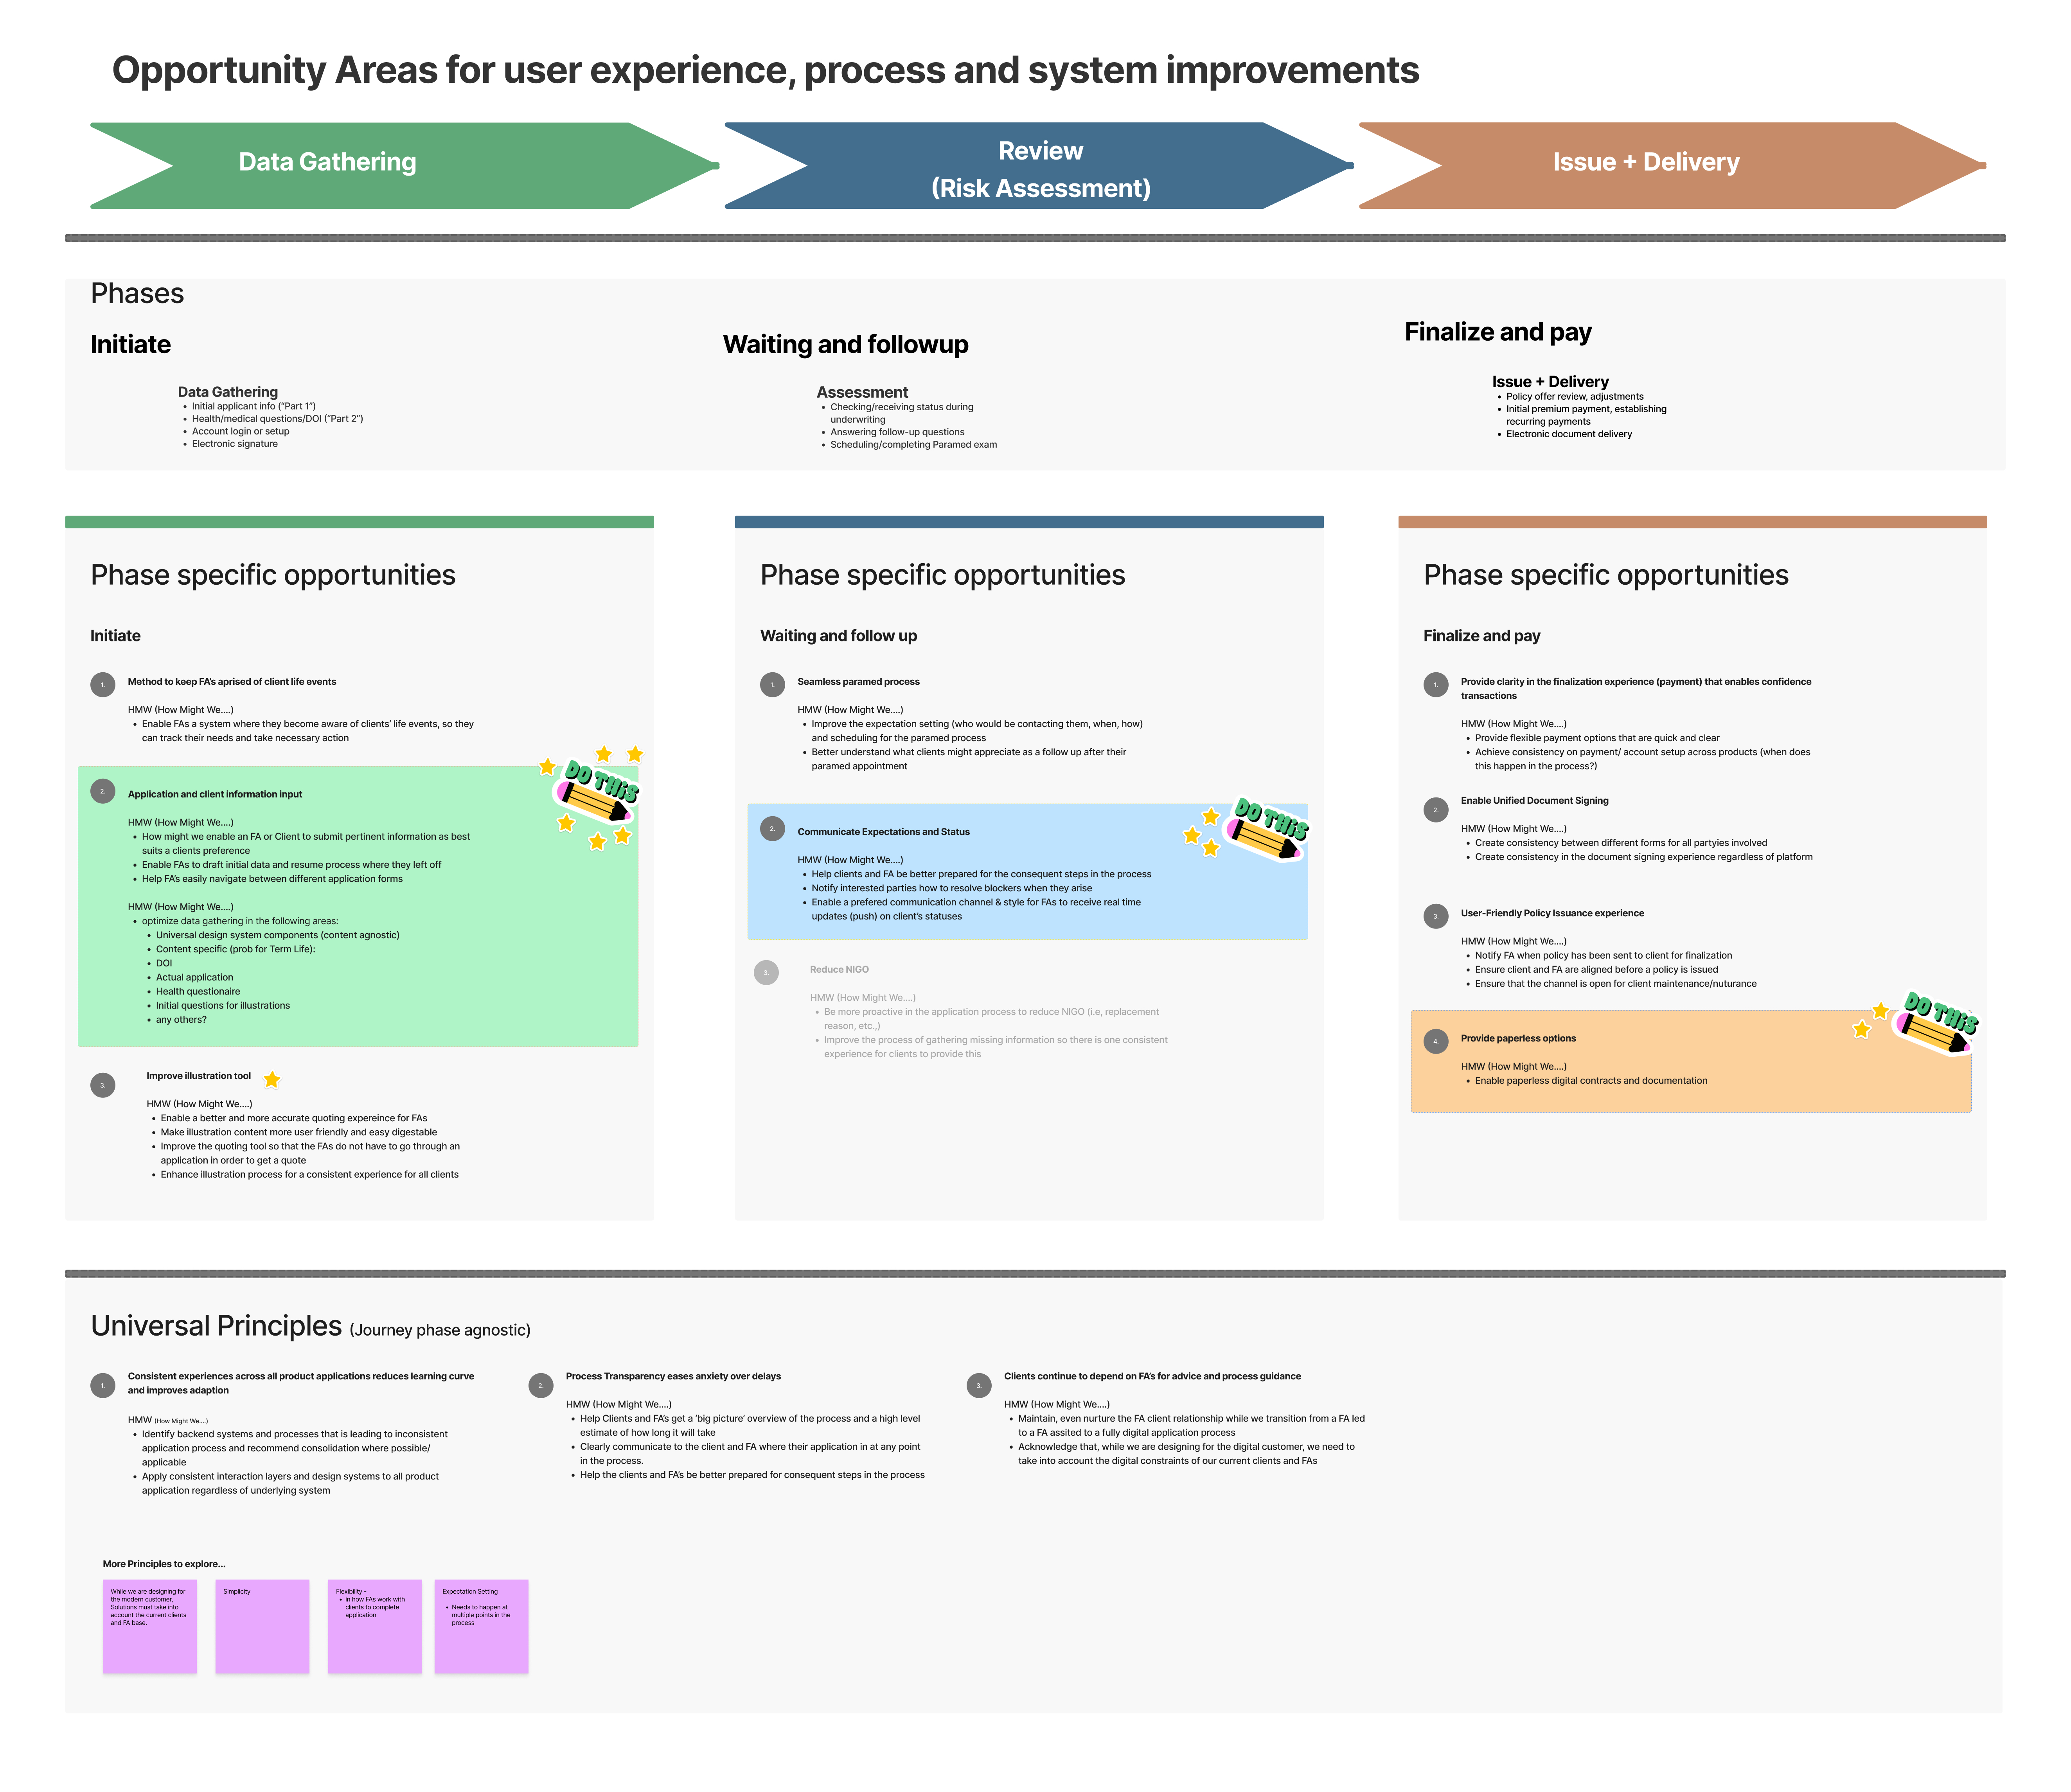 Opportunity Areas for user experience, process and system improvements
Data Gathering
Review
(Risk Assessment)
Issue + Delivery
Phases
Initiate
Data Gathering
• Initial applicant info ("Part 1")
• Health/medical questions/DOI ("Part 2")
• Account login or setup
• Electronic signature
Waiting and followup
Assessment
• Checking/receiving status during
underwriting
• Answering follow-up questions
• Scheduling/completing Paramed exam
Finalize and pay
Issue + Delivery
• Policy offer review, adjustments
• Initial premium payment, establishing
recurring payments
• Electronic document delivery
Phase specific opportunities
Initiate
1.
Method to keep FA's aprised of client life events
HMW (How Might We....)
• Enable FAs a system where they become aware of clients' life events, so they
can track their needs and take necessary action
DO THiS
2.
Application and client information input
HMW (How Might We....)
• How might we enable an FA or Client to submit pertinent information as best
suits a clients preference
• Enable FAs to draft initial data and resume process where they left off
• Help FA's easily navigate between different application forms
HMW (How Might We....)
• optimize data gathering in the following areas:
• Universal design system components (content agnostic)
• Content specific (prob for Term Life):
• DOI
• Actual application
• Health questionaire
• Initial questions for illustrations
• any others?
3.
Improve illustration tool
HMW (How Might We....)
• Enable a better and more accurate quoting expereince for FAs
• Make illustration content more user friendly and easy digestable
• Improve the quoting tool so that the FAs do not have to go through an
application in order to get a quote
• Enhance illustration process for a consistent experience for all clients
Phase specific opportunities
Waiting and follow up
1.
Seamless paramed process
HMW (How Might We....)
• Improve the expectation setting (who would be contacting them, when, how)
and scheduling for the paramed process
• Better understand what clients might appreciate as a follow up after their
paramed appointment
DO THiS
2.
Communicate Expectations and Status
HMW (How Might We....)
• Help clients and FA be better prepared for the consequent steps in the process
• Notify interested parties how to resolve blockers when they arise
• Enable a prefered communication channel & style for FAs to receive real time
updates (push) on client's statuses
3.
Reduce NIGO
HMW (How Might We....)
• Be more proactive in the application process to reduce NIGO (i.e, replacement
reason, etc.,)
• Improve the process of gathering missing information so there is one consistent
experience for clients to provide this
Phase specific opportunities
Finalize and pay
1.
Provide clarity in the finalization experience (payment) that enables confidence
transactions
HMW (How Might We....)
• Provide flexible payment options that are quick and clear
• Achieve consistency on payment/ account setup across products (when does
this happen in the process?)
2.
Enable Unified Document Signing
HMW (How Might We....)
• Create consistency between different forms for all partyies involved
• Create consistency in the document signing experience regardless of platform
3.
User-Friendly Policy Issuance experience
HMW (How Might We....)
• Notify FA when policy has been sent to client for finalization
• Ensure client and FA are aligned before a policy is issued
• Ensure that the channel is open for client maintenance/nuturance
DO THiS
4.
Provide paperless options
HMW (How Might We....)
• Enable paperless digital contracts and documentation
Universal Principles (Journey phase agnostic)
1.
Consistent experiences across all product applications reduces learning curve
and improves adaption
HMW (How Might We....)
• Identify backend systems and processes that is leading to inconsistent
application process and recommend consolidation where possible/
applicable
• Apply consistent interaction layers and design systems to all product
application regardless of underlying system
2.
Process Transparency eases anxiety over delays
HMW (How Might We....)
• Help Clients and FA's get a 'big picture' overview of the process and a high level
estimate of how long it will take
• Clearly communicate to the client and FA where their application in at any point
in the process.
• Help the clients and FA's be better prepared for consequent steps in the process
3.
Clients continue to depend on FA's for advice and process guidance
HMW (How Might We....)
• Maintain, even nurture the FA client relationship while we transition from a FA led
to a FA assited to a fully digital application process
• Acknowledge that, while we are designing for the digital customer, we need to
take into account the digital constraints of our current clients and FAs
More Principles to explore...
While we are designing for
the modern customer,
Solutions must take into
account the current clients
and FA base.
Simplicity
Flexibility -
• in how FAs work with
clients to complete
application
Expectation Setting
• Needs to happen at
multiple points in the
process